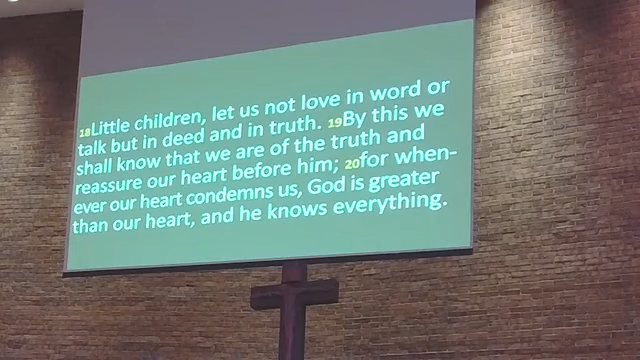 18Little children, let us not love in word or
talk but in deed and in truth. 19By this we
shall know that we are of the truth and
reassure our heart before him; 20for when-
ever our heart condemns us, God is greater
than our heart, and he knows everything.